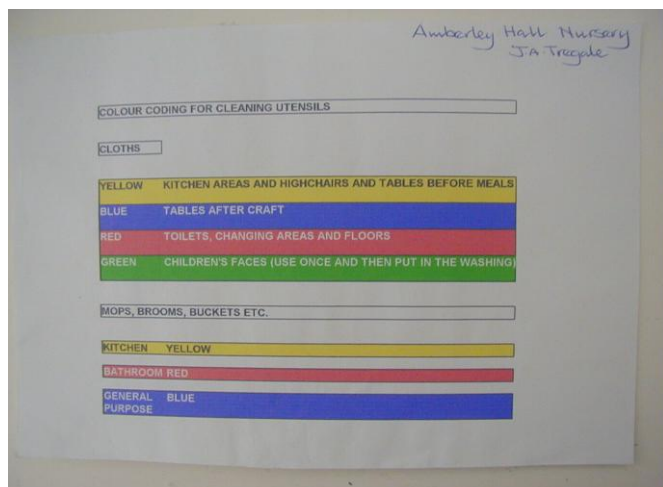 Amberley Hall Nursery
J.A. Tregale
COLOUR CODING FOR CLEANING UTENSILS
CLOTHS
YELLOW KITCHEN AREAS AND HIGHCHAIRS AND TABLES BEFORE MEALS
BLUE TABLES AFTER CRAFT
RED TOILETS, CHANGING AREAS AND FLOORS
GREEN CHILDREN'S FACES (USE ONCE AND THEN PUT IN THE WASHING)
MOPS, BROOMS, BUCKETS ETC.
KITCHEN YELLOW
BATHROOM RED
GENERAL BLUE
PURPOSE